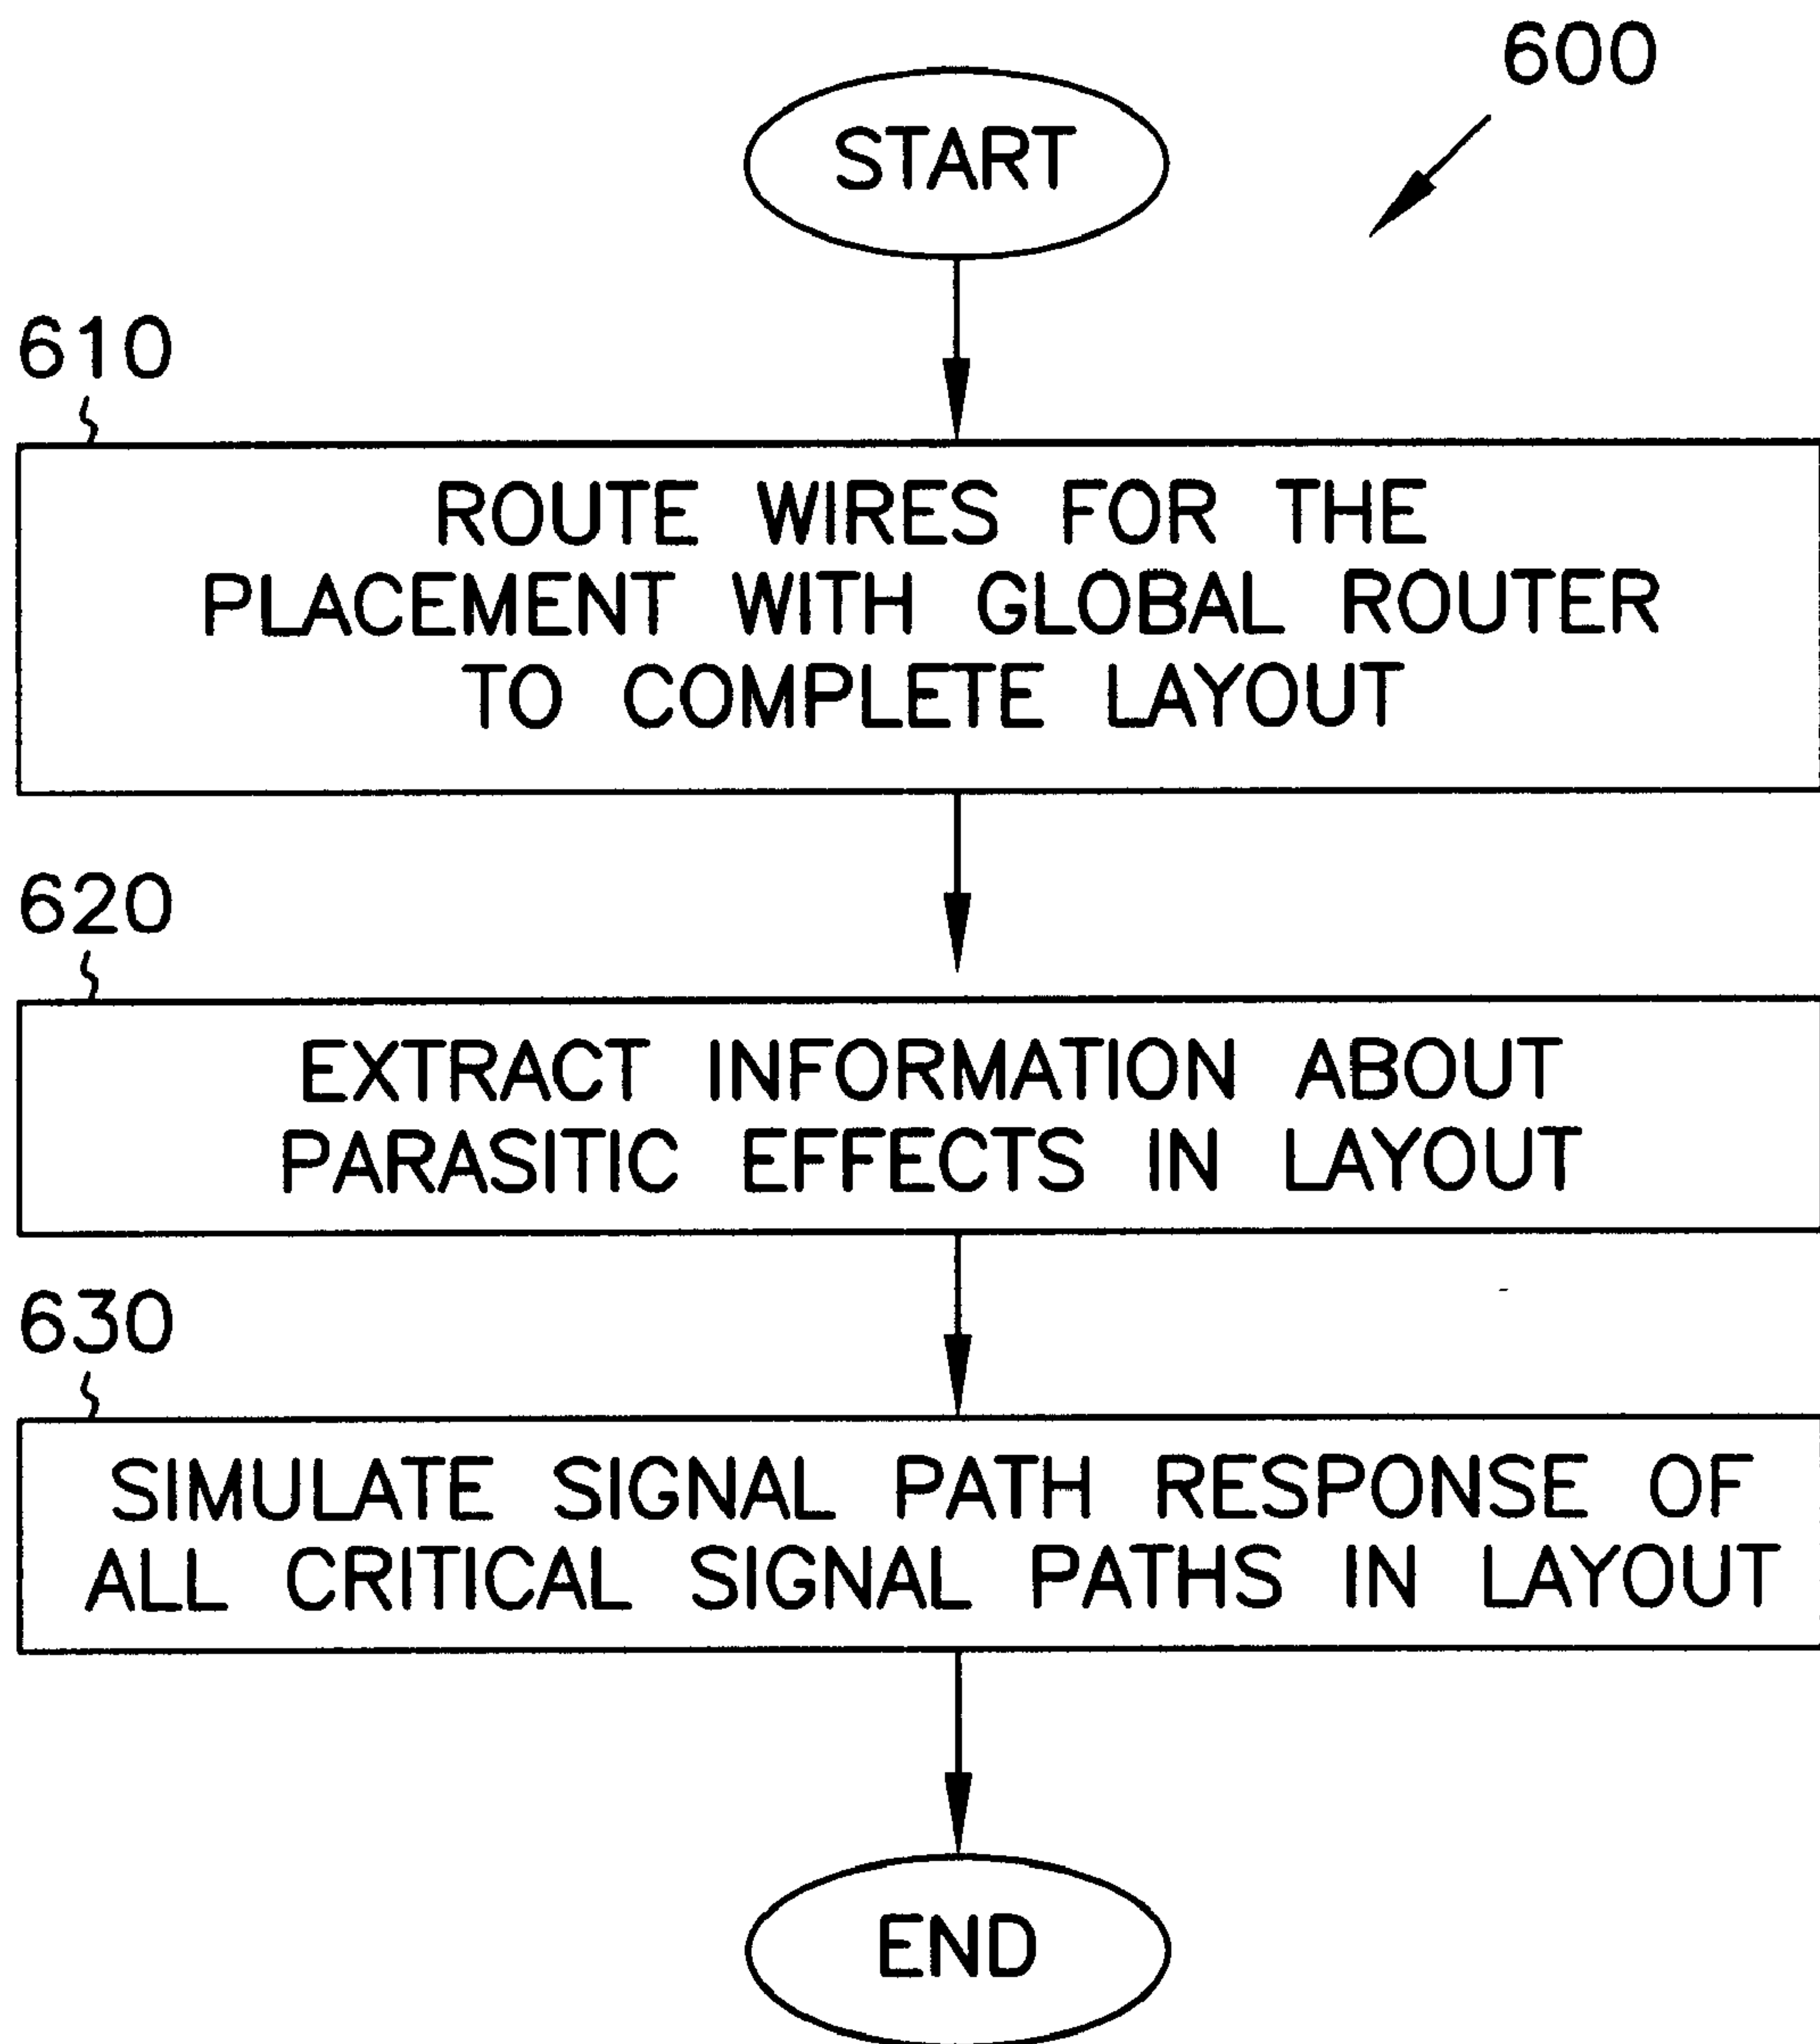 600
START
610
ROUTE WIRES FOR THE
PLACEMENT WITH GLOBAL ROUTER
TO COMPLETE LAYOUT
620
EXTRACT INFORMATION ABOUT
PARASITIC EFFECTS IN LAYOUT
630
SIMULATE SIGNAL PATH RESPONSE OF
ALL CRITICAL SIGNAL PATHS IN LAYOUT
END